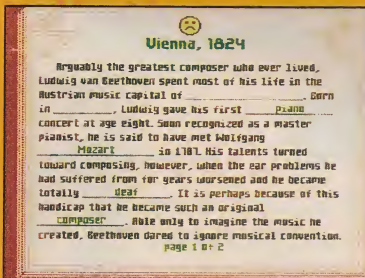 Vienna, 1824
Arguably the greatest composer who ever lived,
Ludwig van Beethoven spent most of his life in the
Austrian music capital of ____________. Born
in __________, Ludwig gave his first piano
concert at age eight. Soon recognized as a master
pianist, he is said to have met Wolfgang
Mozart in 1787. His talents turned
toward composing, however, when the ear problems he
had suffered from for years worsened and he became
totally deaf. It is perhaps because of this
handicap that he became such an original
composer. Able only to imagine the music he
created, Beethoven dared to ignore musical convention.
page 1 of 2